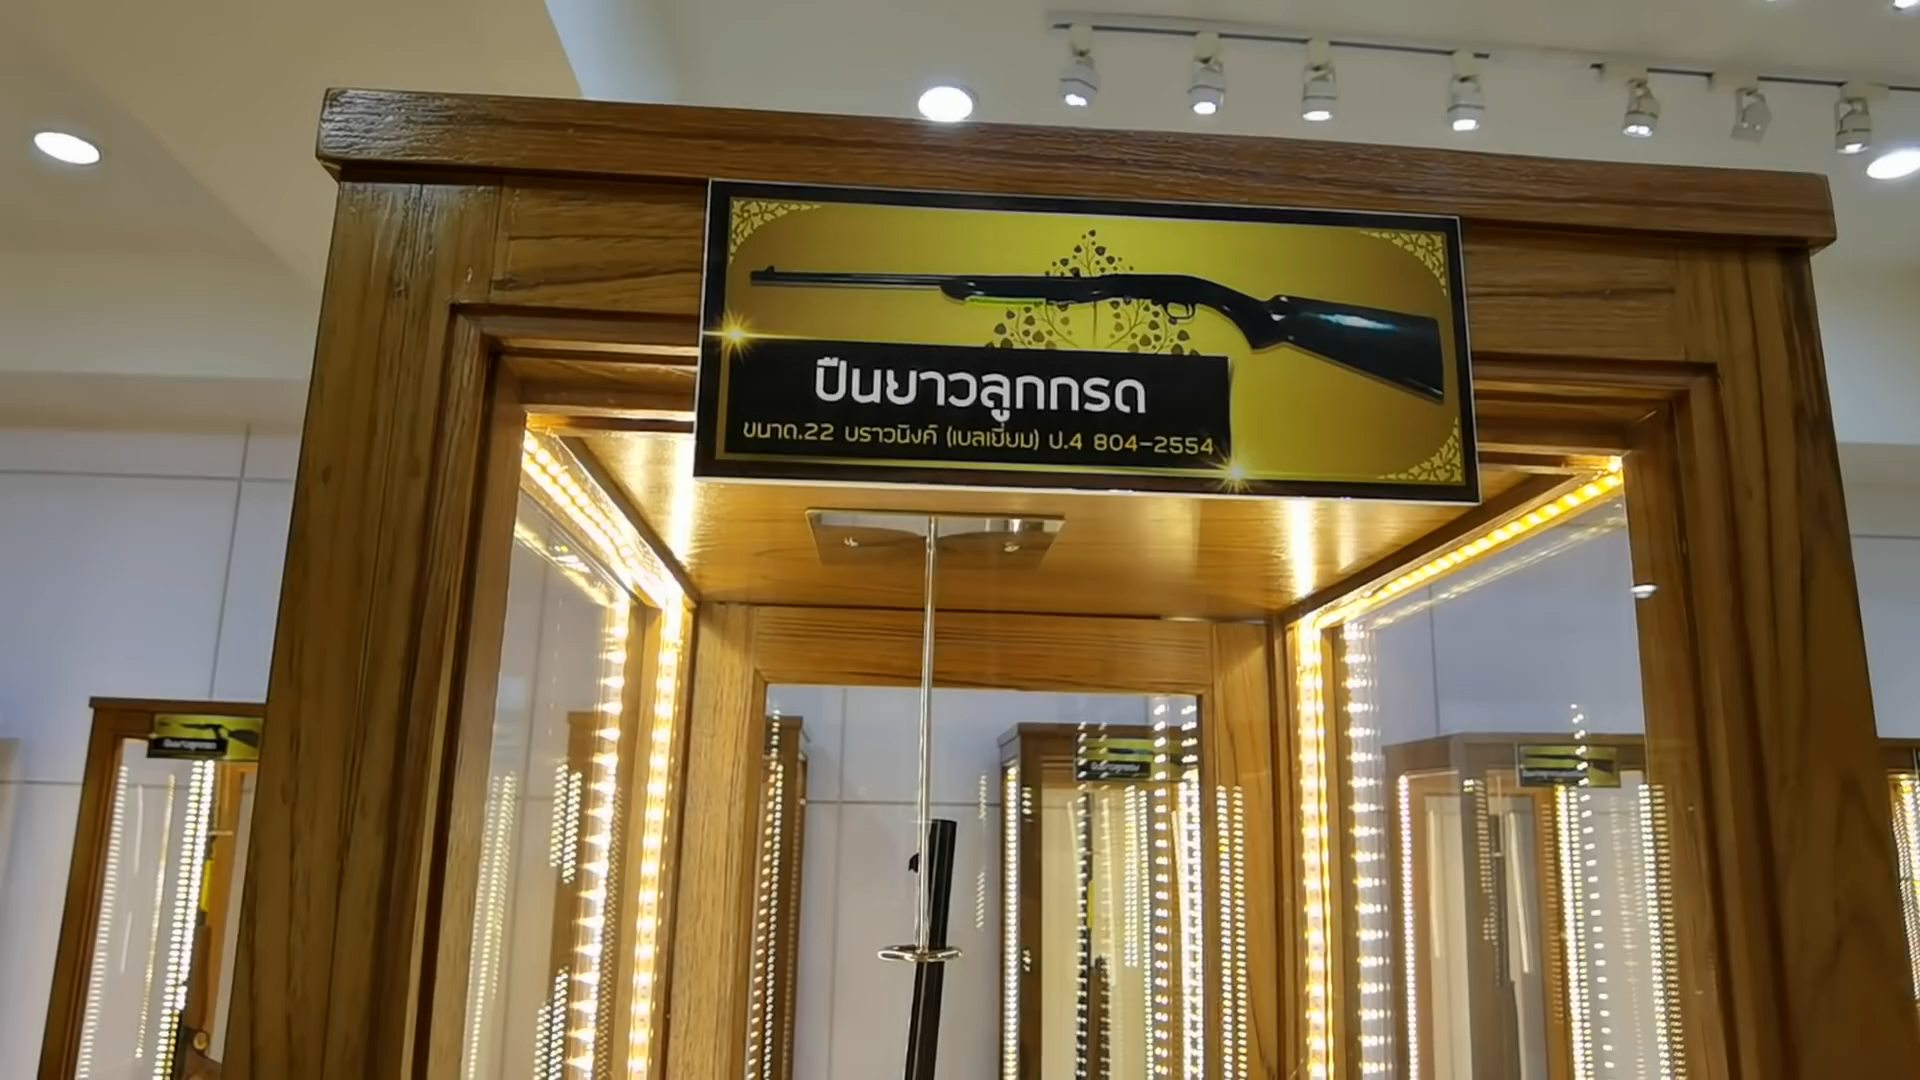 ปืนยาวลูกกรด
ขนาด.22 บราวนิงค์ (เบลเยี่ยม) ป.4 804-2554